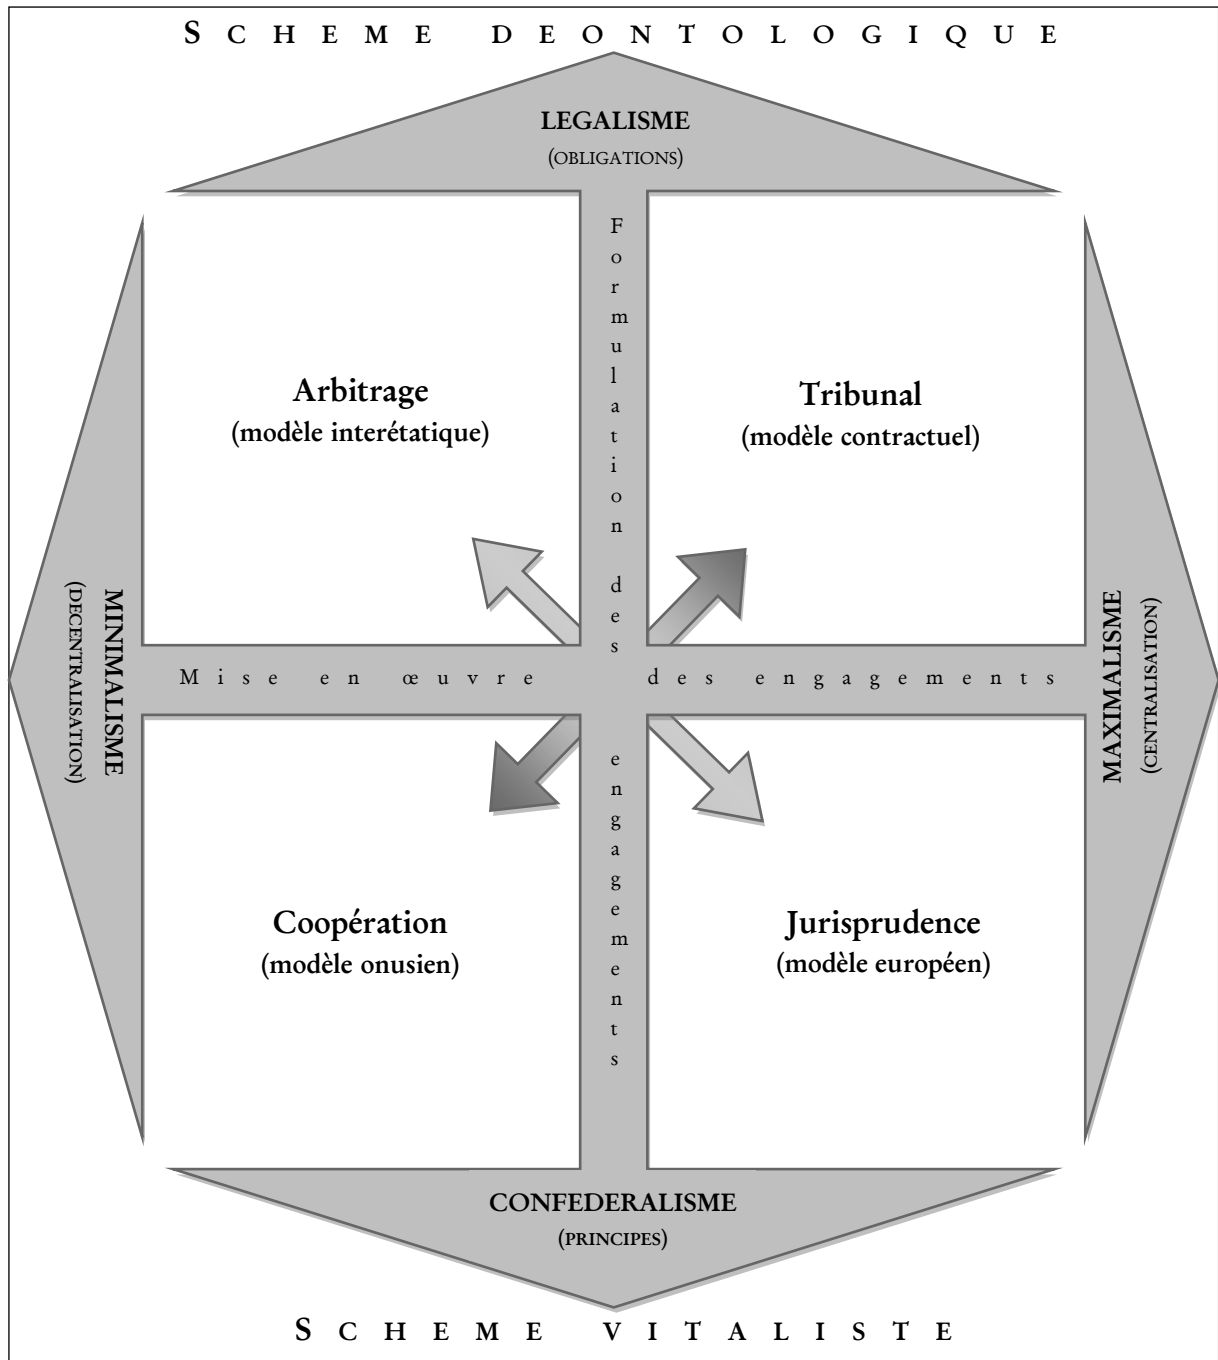 SCHEME DEONTOLOGIQUE
LEGALISME
(OBLIGATIONS)
Formulation des engagements
Arbitrage
(modèle interétatique)
Tribunal
(modèle contractuel)
MINIMALISME
(DECENTRALISATION)
Mise en œuvre des engagements
MAXIMALISME
(CENTRALISATION)
Coopération
(modèle onusien)
Jurisprudence
(modèle européen)
CONFEDERALISME
(PRINCIPES)
SCHEME VITALISTE